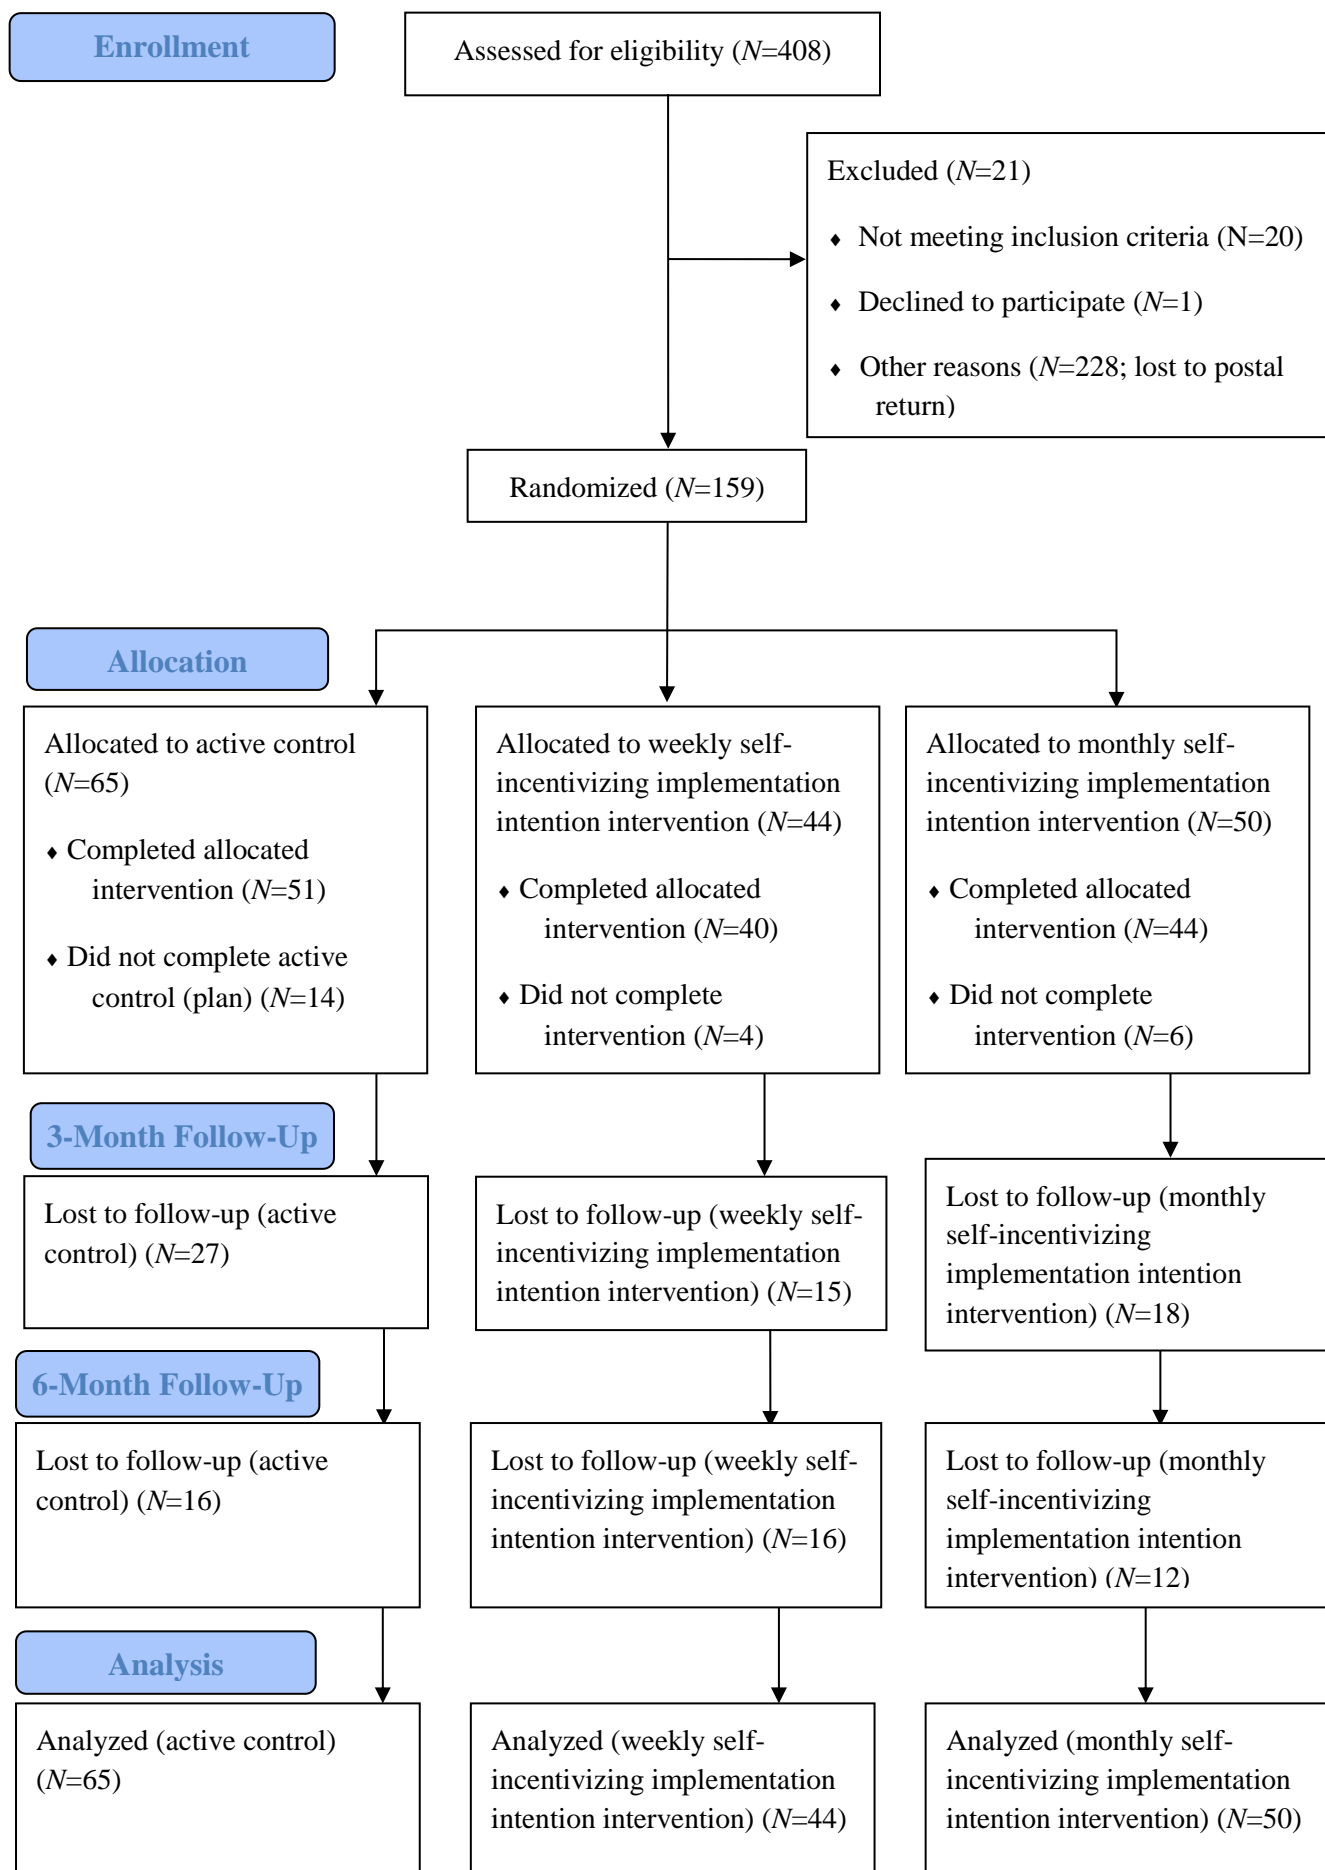 Enrollment
Assessed for eligibility (N=408)
Excluded (N=21)
♦ Not meeting inclusion criteria (N=20)
♦ Declined to participate (N=1)
♦ Other reasons (N=228; lost to postal
return)
Randomized (N=159)
Allocation
Allocated to active control
(N=65)
♦ Completed allocated
intervention (N=51)
♦ Did not complete active
control (plan) (N=14)
Allocated to weekly self-
incentivizing implementation
intention intervention (N=44)
♦ Completed allocated
intervention (N=40)
♦ Did not complete
intervention (N=4)
Allocated to monthly self-
incentivizing implementation
intention intervention (N=50)
♦ Completed allocated
intervention (N=44)
♦ Did not complete
intervention (N=6)
3-Month Follow-Up
Lost to follow-up (active
control) (N=27)
Lost to follow-up (weekly self-
incentivizing implementation
intention intervention) (N=15)
Lost to follow-up (monthly
self-incentivizing
implementation intention
intervention) (N=18)
6-Month Follow-Up
Lost to follow-up (active
control) (N=16)
Lost to follow-up (weekly self-
incentivizing implementation
intention intervention) (N=16)
Lost to follow-up (monthly
self-incentivizing
implementation intention
intervention) (N=12)
Analysis
Analyzed (active control)
(N=65)
Analyzed (weekly self-
incentivizing implementation
intention intervention) (N=44)
Analyzed (monthly self-
incentivizing implementation
intention intervention) (N=50)